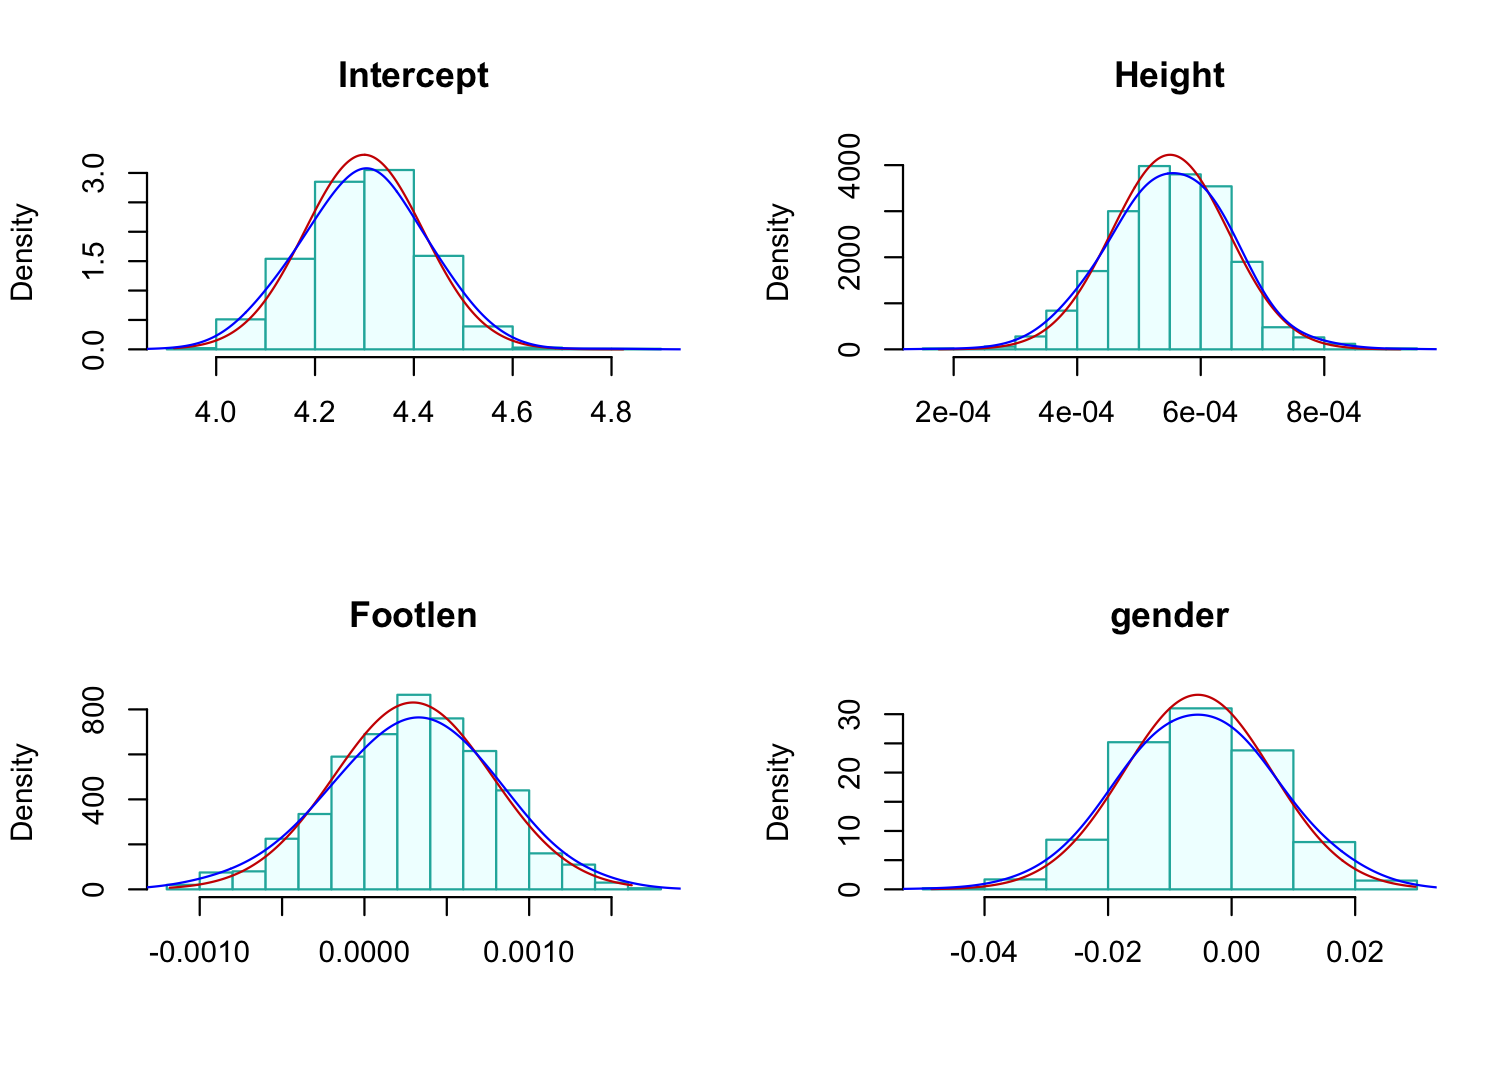 Intercept
Density
0.0 1.5 3.0
4.0 4.2 4.4 4.6 4.8
Height
Density
0 2000 4000
2e-04 4e-04 6e-04 8e-04
Footlen
Density
0 400 800
-0.0010 0.0000 0.0010
gender
Density
0 10 20 30
-0.04 -0.02 0.00 0.02